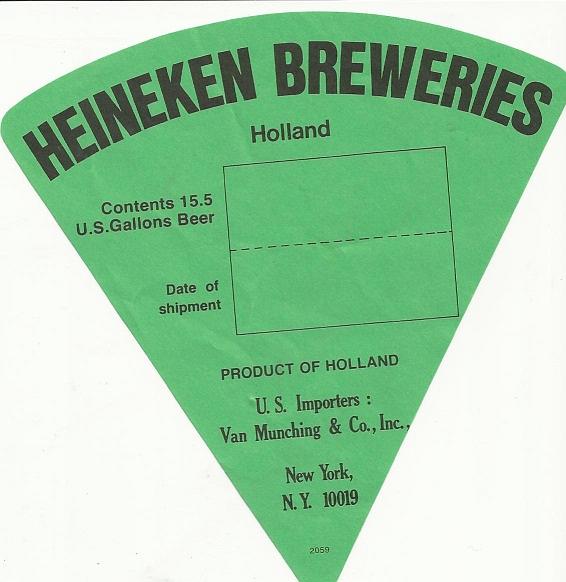 HEINEKEN BREWERIES
Holland
Contents 15.5
U.S.Gallons Beer
Date of
shipment
PRODUCT OF HOLLAND
U. S. Importers :
Van Munching & Co., Inc.,
New York,
N. Y. 10019
2059